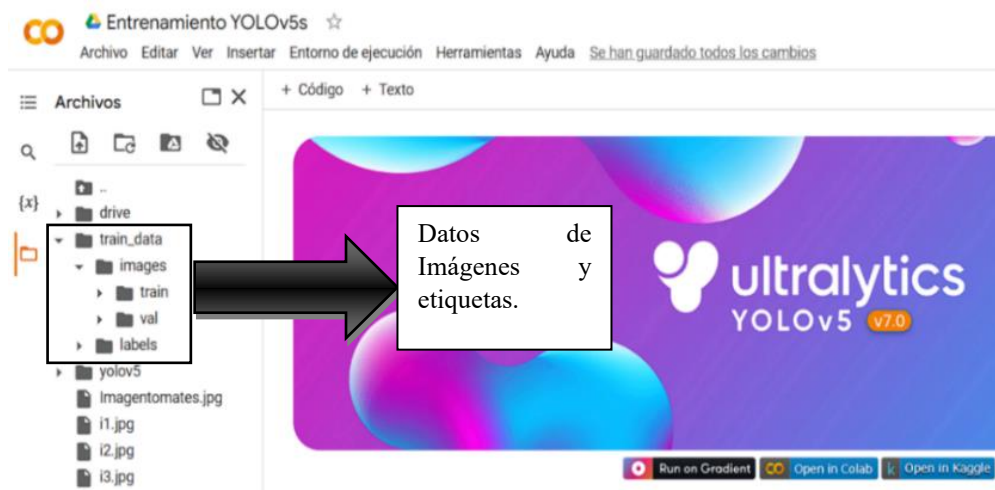 Entrenamiento YOLOv5s
Archivo Editar Ver Insertar Entorno de ejecución Herramientas Ayuda Se han guardado todos los cambios
Archivos
+ Código + Texto
{x}
..
drive
train_data
images
train
val
labels
yolov5
Imagentomates.jpg
i1.jpg
i2.jpg
i3.jpg
Datos de
Imágenes y
etiquetas.
ultralytics
YOLOv5 v7.0
Run on Gradient Open in Colab k Open in Kaggle